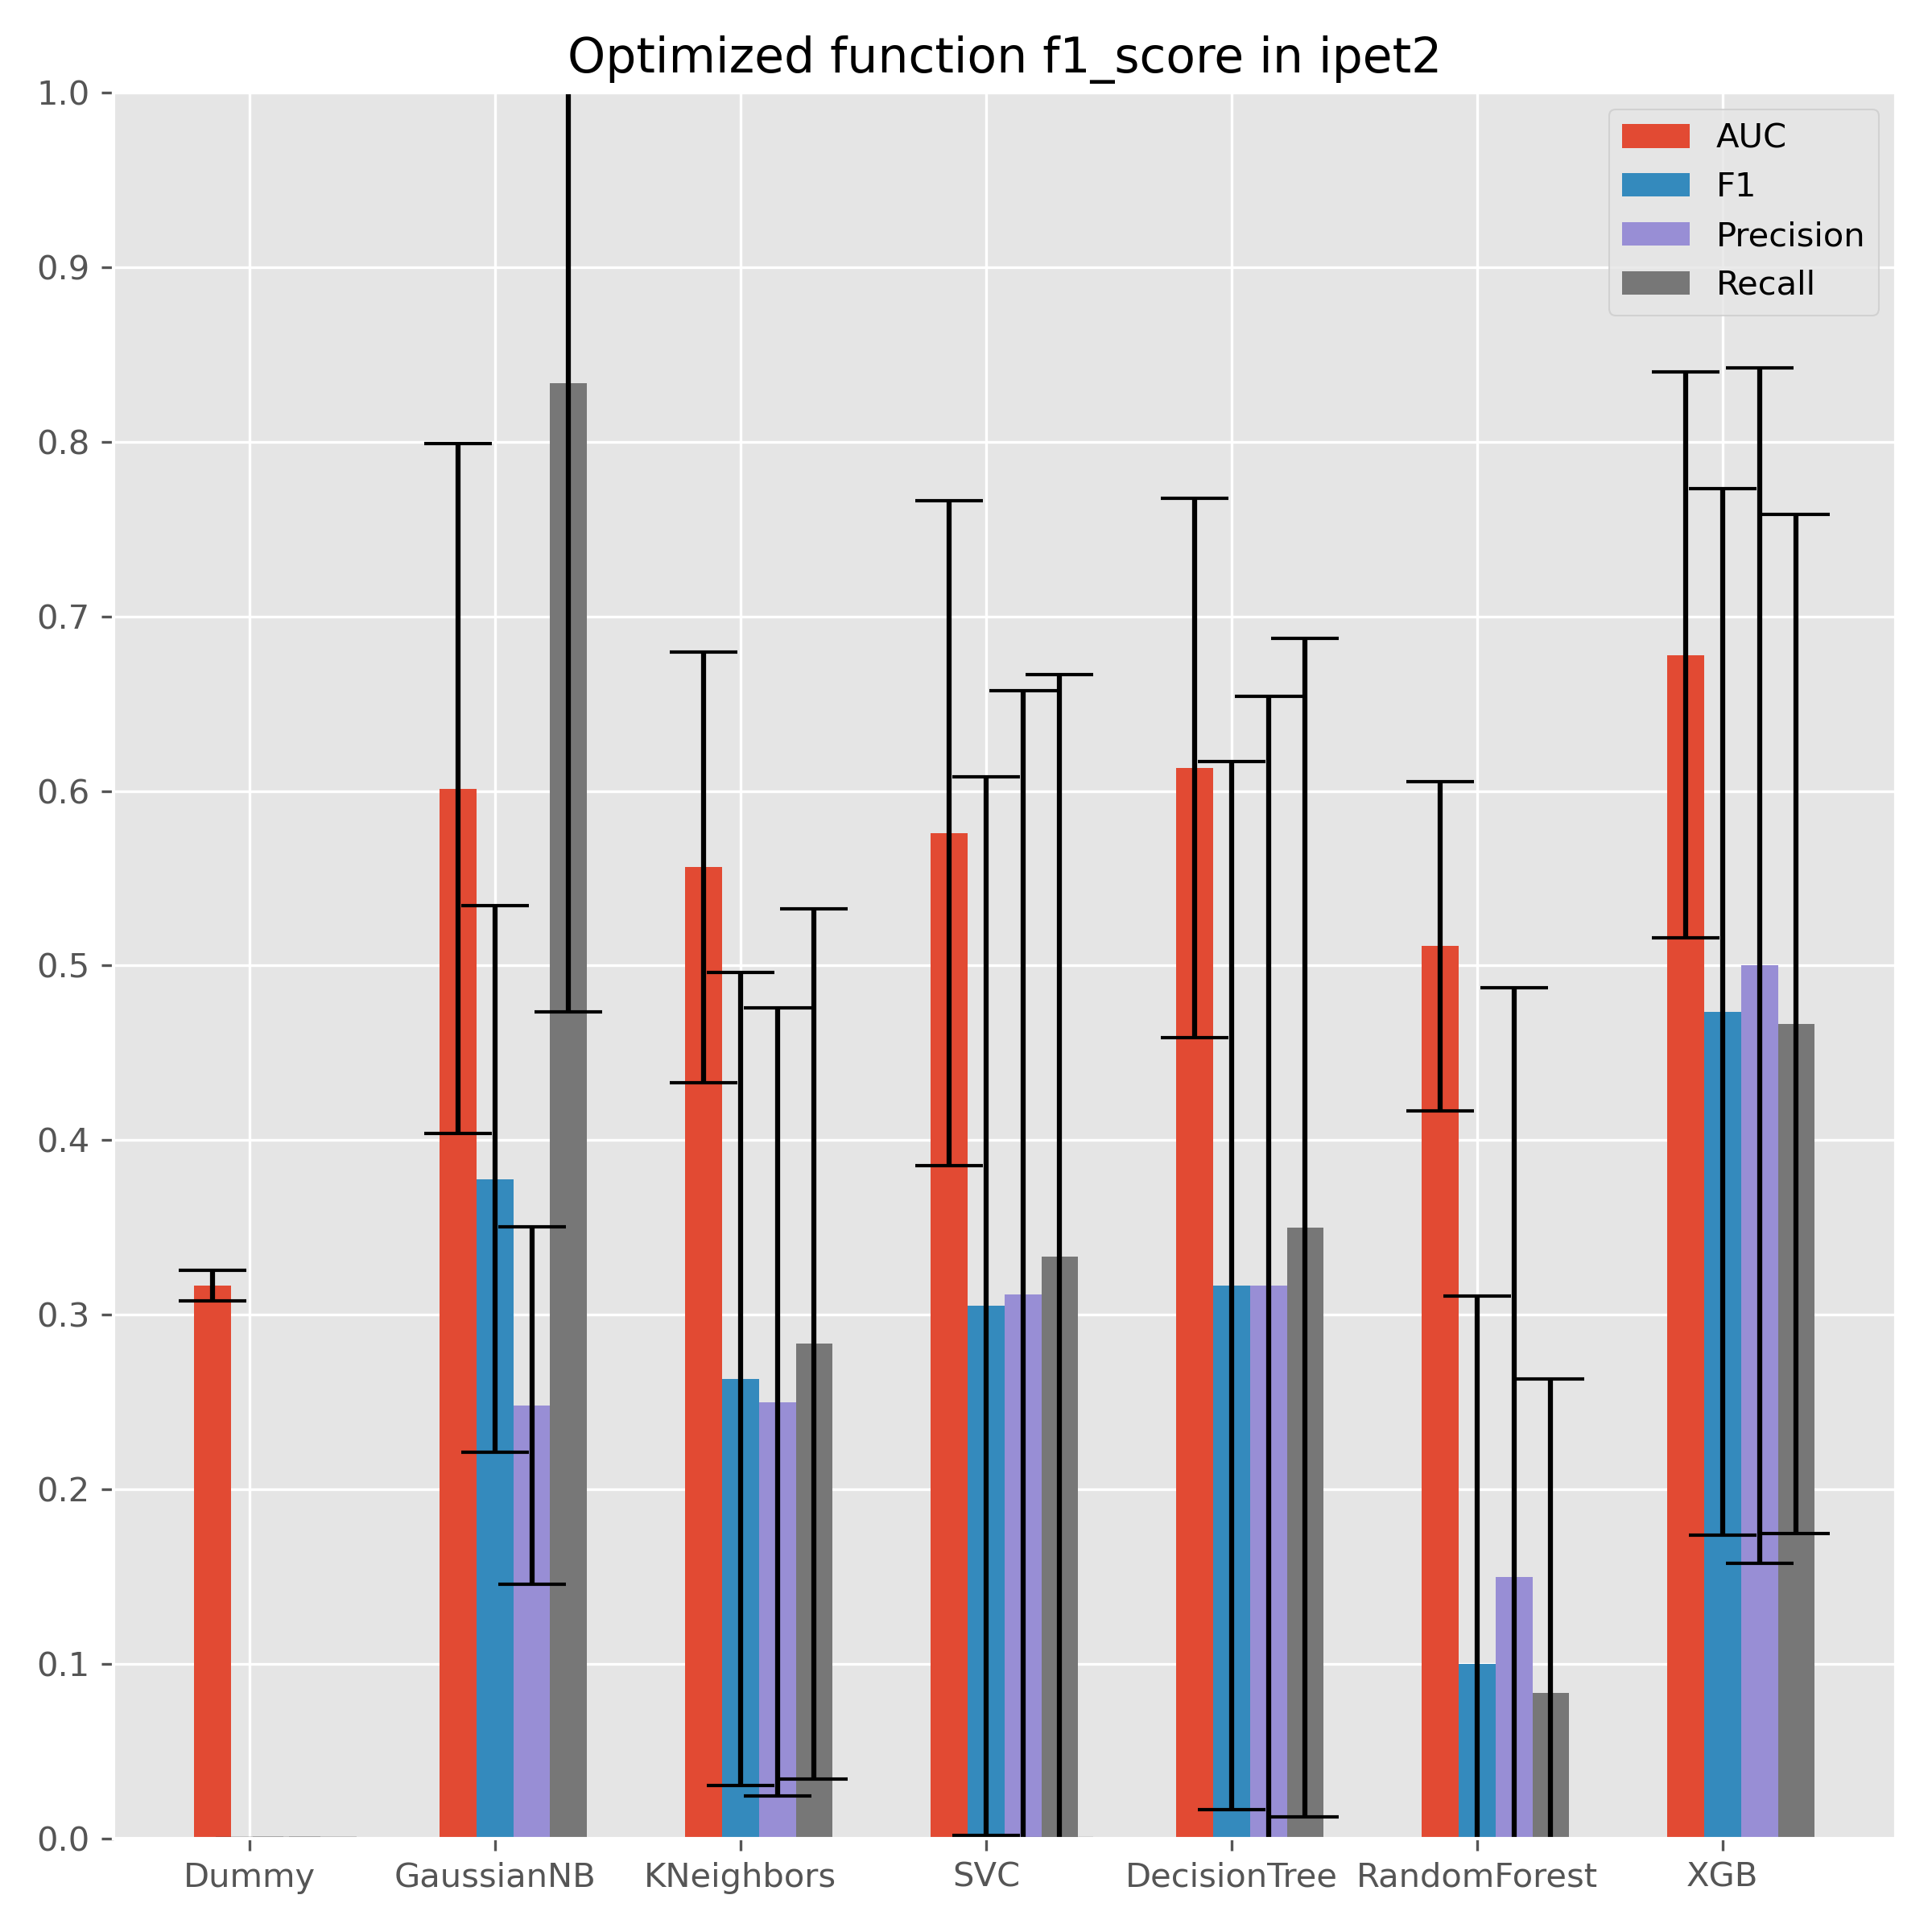 Optimized function f1_score in ipet2
1.0
0.9
0.8
0.7
0.6
0.5
0.4
0.3
0.2
0.1
0.0
AUC
F1
Precision
Recall
Dummy GaussianNB KNeighbors SVC DecisionTree RandomForest XGB